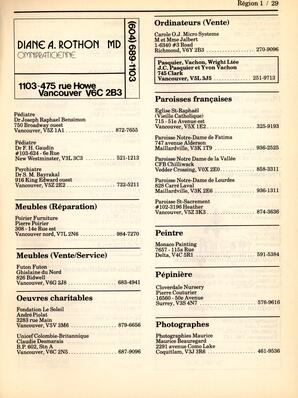 Région 1 / 29
DIANE A. ROTHON MD
OMNIPRATICIENNE
(604) 689-1103
1103-475 rue Howe
Vancouver V6C 2B3
Pédiatre
Dr Joseph Raphael Benaimon
750 Broadway ouest
Vancouver, V5Z 1A1 872-7655
Pédiatre
Dr F.H. Gaudin
#103-624 - 6e Rue
New Westminster, V3L 3C3 521-1213
Psychiatre
Dr S. M. Bayrakal
916 King Edward ouest
Vancouver, V5Z 2E2 732-5211
Meubles (Réparation)
Poirier Furniture
Pierre Poirier
308 - 14e Rue est
Vancouver nord, V7L 2N6 984-7270
Meubles (Vente/Service)
Futon Futon
Ghislaine du Nord
826 Bidwell
Vancouver, V6G 2J8 683-4941
Oeuvres charitables
Fondation Le Soleil
André Piolat
3283 rue Main
Vancouver, V5V 3M6 879-6656
Unicef Colombie-Britannique
Claudie Desmarais
B.P. 602, Stn A
Vancouver, V6C 2N5 687-9096
Ordinateurs (Vente)
Carole O.J. Micro Systems
M et Mme Jalbert
1-6340 #3 Road
Richmond, V6Y 2B3 270-9096
Pasquier, Vachon, Wright Ltée
J.C. Pasquier et Yvon Vachon
745 Clark
Vancouver, V5L 3J5 251-9713
Paroisses françaises
Eglise St-Raphaël
(Vieille Catholique)
715 - 51e Avenue est
Vancouver, V5X 1E2 325-9193
Paroisse Notre-Dame de Fatima
747 avenue Alderson
Maillardville, V3K 1T9 936-2525
Paroisse Notre Dame de la Vallée
CFB Chilliwack
Vedder Crossing, V0X 2E0 858-3311
Paroisse Notre-Dame de Lourdes
828 Carré Laval
Maillardville, V3K 2E6 936-1311
Paroisse St-Sacrement
#102-3196 Heather
Vancouver, V5Z 3K3 874-3636
Peintre
Monaco Painting
7657 - 115a Rue
Delta, V4C 5R1 591-5384
Pépinière
Cloverdale Nursery
Pierre Couturier
16560 - 50e Avenue
Surrey, V3S 4N7 576-9616
Photographes
Photographies Maurice
Maurice Beauregard
2291 avenue Como Lake
Coquitlam, V3J 3R6 461-9536